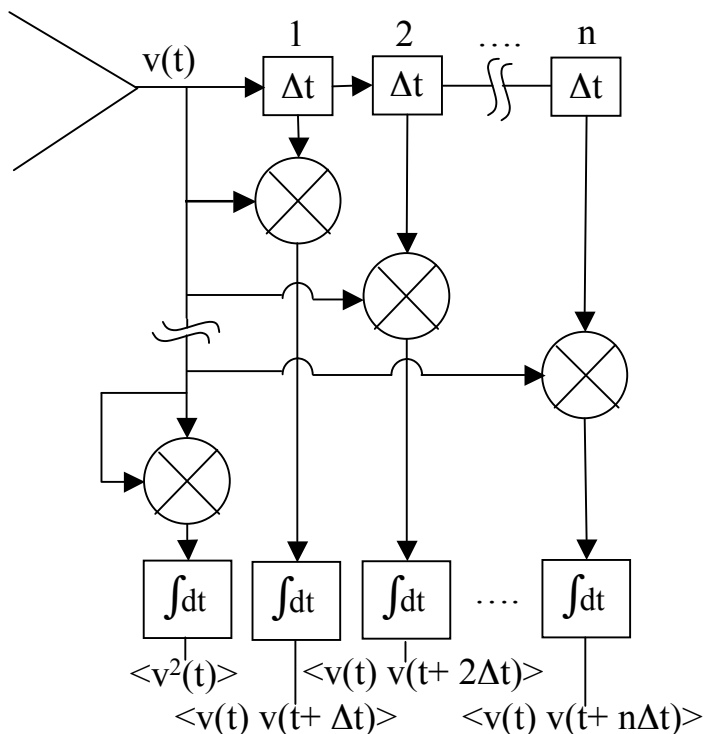 1 2 .... n
v(t) Δt Δt Δt
∫dt ∫dt ∫dt .... ∫dt
<v²(t)> <v(t) v(t+ 2Δt)>
<v(t) v(t+ Δt)> <v(t) v(t+ nΔt)>